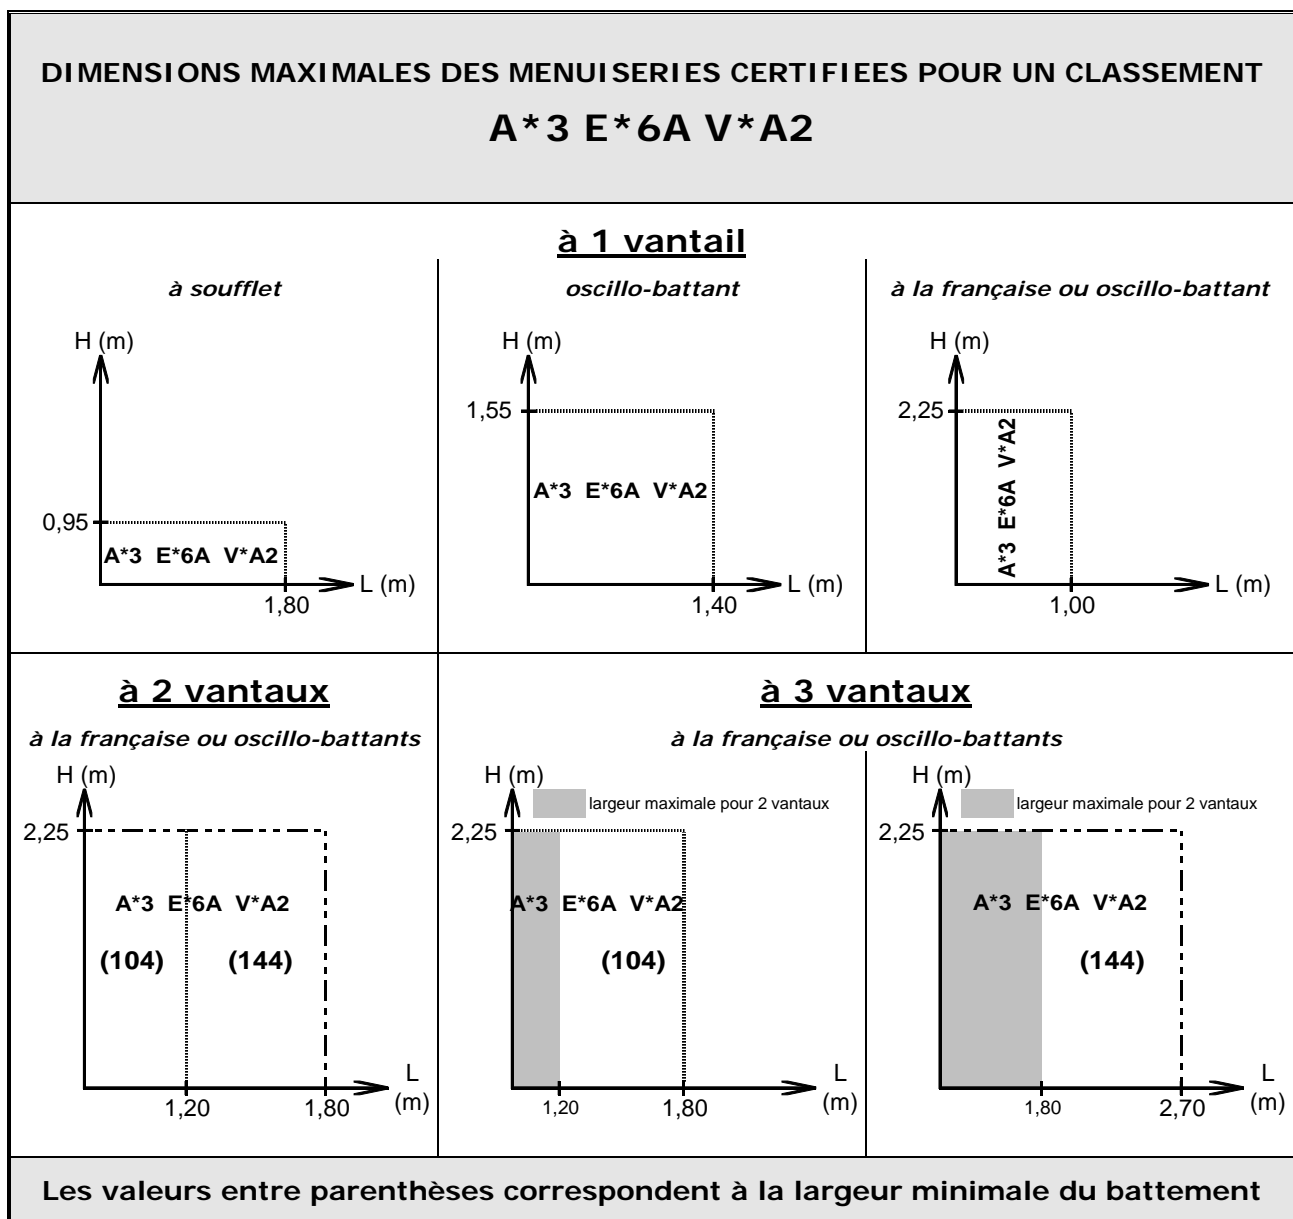 DIMENSIONS MAXIMALES DES MENUISERIES CERTIFIEES POUR UN CLASSEMENT
A*3 E*6A V*A2
à 1 vantail
à soufflet
H (m)
0,95
A*3 E*6A V*A2
L (m)
1,80
oscillo-battant
H (m)
1,55
A*3 E*6A V*A2
L (m)
1,40
à la française ou oscillo-battant
H (m)
2,25
A*3 E*6A V*A2
L (m)
1,00
à 2 vantaux
à la française ou oscillo-battants
H (m)
2,25
A*3 E*6A V*A2
(104) (144)
L
(m)
1,20 1,80
à 3 vantaux
à la française ou oscillo-battants
H (m)
largeur maximale pour 2 vantaux
2,25
A*3 E*6A V*A2
(104)
L
(m)
1,20 1,80
H (m)
largeur maximale pour 2 vantaux
2,25
A*3 E*6A V*A2
(144)
L
(m)
1,80 2,70
Les valeurs entre parenthèses correspondent à la largeur minimale du battement